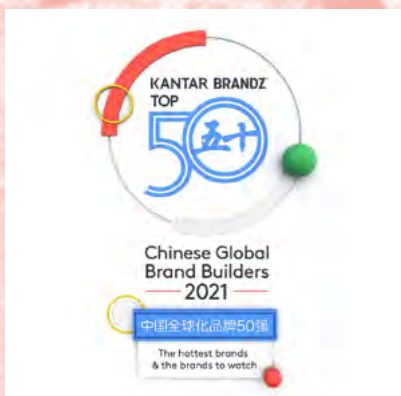 KANTAR BRANDZ
TOP
50
五十
Chinese Global
Brand Builders
2021
中国全球化品牌50强
The hottest brands
& the brands to watch